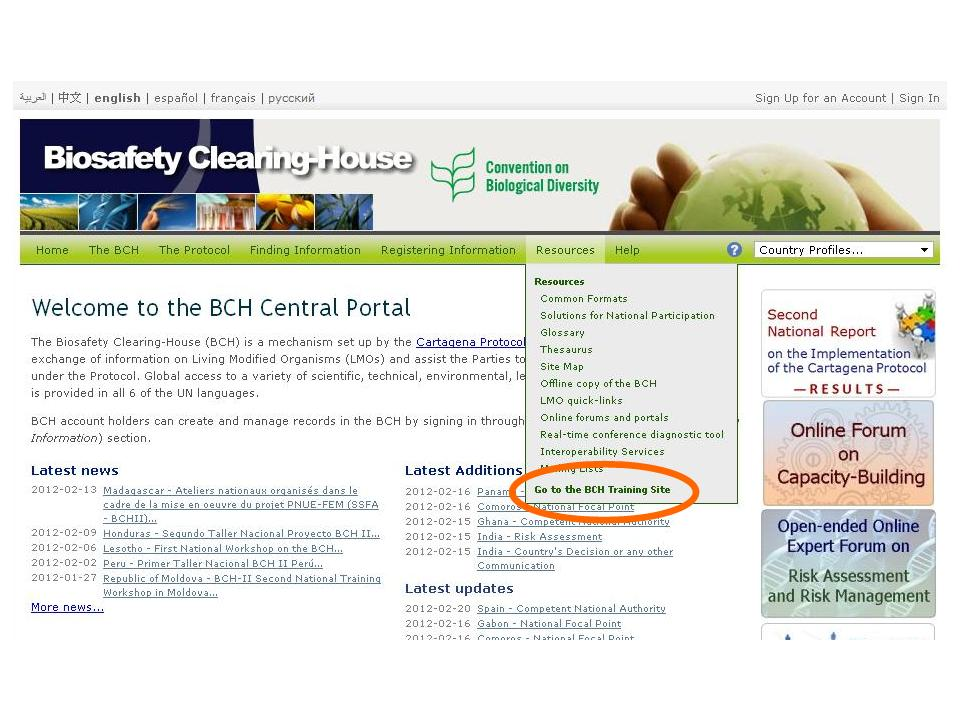 العربية | 中文 | english | español | français | русский
Sign Up for an Account | Sign In
Biosafety Clearing-House
Convention on
Biological Diversity
Home The BCH The Protocol Finding Information Registering Information Resources Help ? Country Profiles...
Resources
Common Formats
Solutions for National Participation
Glossary
Thesaurus
Site Map
Offline copy of the BCH
LMO quick-links
Online forums and portals
Real-time conference diagnostic tool
Interoperability Services
Mailing Lists
Go to the BCH Training Site
Welcome to the BCH Central Portal
The Biosafety Clearing-House (BCH) is a mechanism set up by the Cartagena Protocol
exchange of information on Living Modified Organisms (LMOs) and assist the Parties to
under the Protocol. Global access to a variety of scientific, technical, environmental, le
is provided in all 6 of the UN languages.
BCH account holders can create and manage records in the BCH by signing in through
Information) section.
Latest news
2012-02-13 Madagascar - Ateliers nationaux organisés dans le
cadre de la mise en oeuvre du projet PNUE-FEM (SSFA
- BCHII)...
2012-02-09 Honduras - Segundo Taller Nacional Proyecto BCH II...
2012-02-06 Lesotho - First National Workshop on the BCH...
2012-02-02 Peru - Primer Taller Nacional BCH II Perú...
2012-01-27 Republic of Moldova - BCH-II Second National Training
Workshop in Moldova...
More news...
Latest Additions
2012-02-16 Panama -
2012-02-16 Comoros - National Focal Point
2012-02-15 Ghana - Competent National Authority
2012-02-15 India - Risk Assessment
2012-02-15 India - Country's Decision or any other
Communication
Latest updates
2012-02-20 Spain - Competent National Authority
2012-02-16 Gabon - National Focal Point
2012-02-16 Comoros - National Focal Point
Second
National Report
on the Implementation
of the Cartagena Protocol
— RESULTS —
Online Forum
on
Capacity-Building
Open-ended Online
Expert Forum on
Risk Assessment
and Risk Management